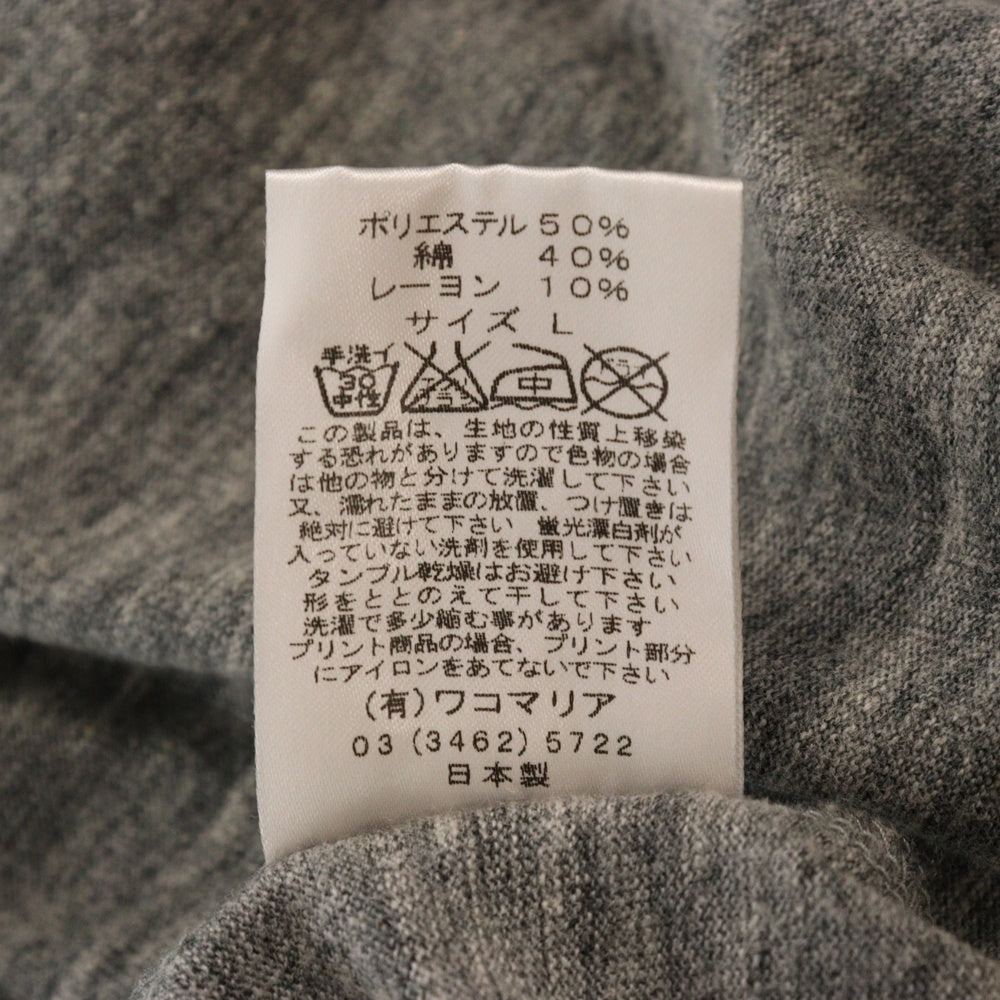 ポリエステル 50%
綿 40%
レーヨン 10%
サイズ L
手洗イ
30
中性
エンソサラシ
中
ドライ
この製品は、生地の性質上移染
する恐れがありますので色物の場合
は他の物と分けて洗濯して下さい
又、濡れたままの放置、つけ置きは
絶対に避けて下さい 蛍光漂白剤が
入っていない洗剤を使用して下さい
タンブル乾燥はお避け下さい
形をととのえて干して下さい
洗濯で多少縮む事があります
プリント商品の場合、プリント部分
にアイロンをあてないで下さい
(有)ワコマリア
03(3462)5722
日本製